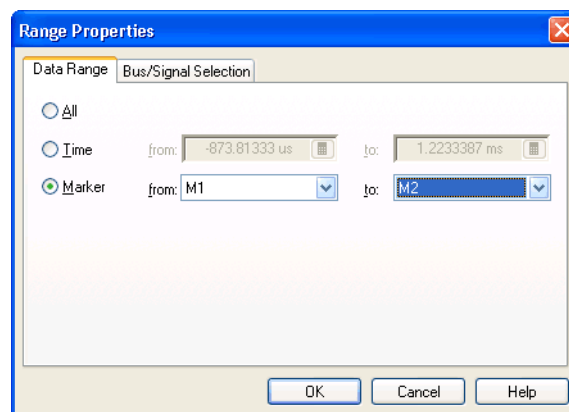 Range Properties
Data Range Bus/Signal Selection
All
Time from: -873.81333 us to: 1.2233387 ms
Marker from: M1 to: M2
OK Cancel Help